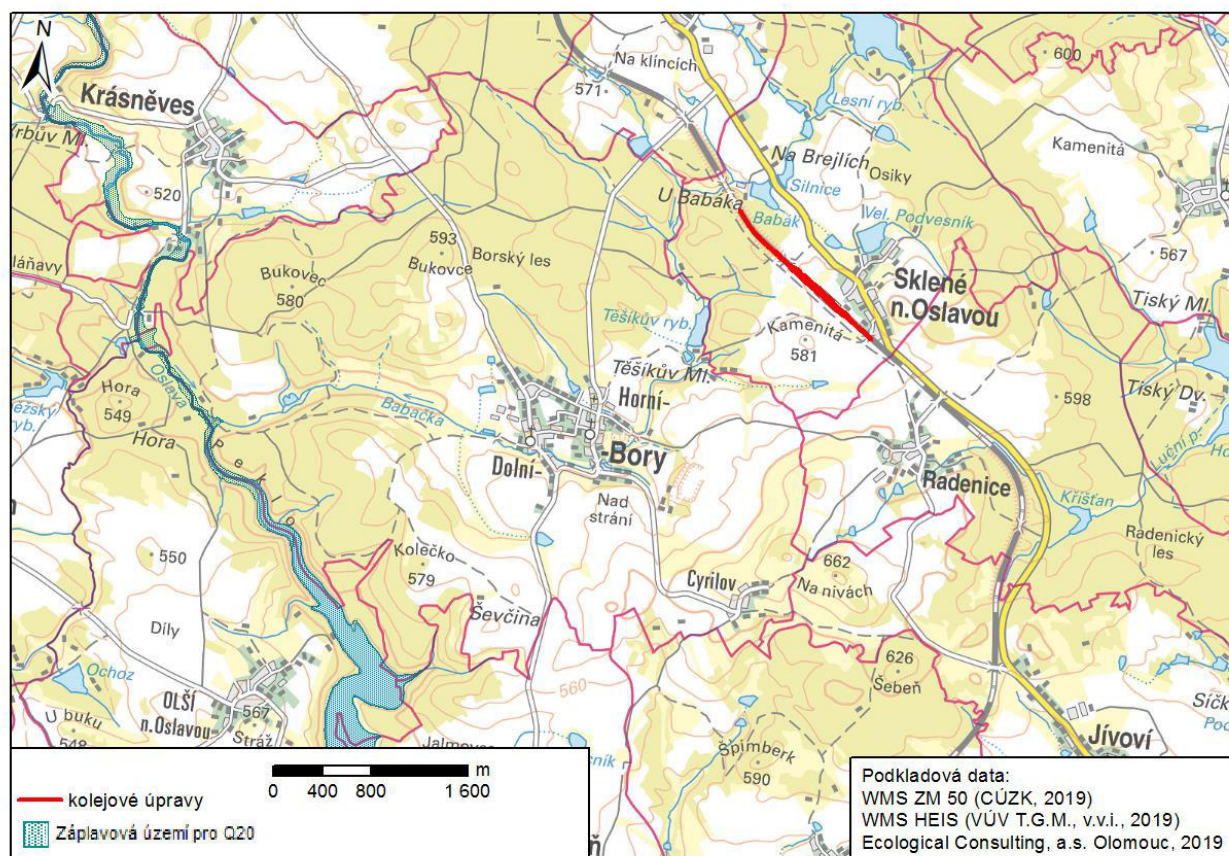 N
Krásněves
520
Na klíncích
571
Lesní ryb.
600
Kamenitá
Na Brejlích
Osiky
Silnice
U Babáka
Babák
Vel. Podvesník
567
593
Borský les
Bukovce
Bukovec
580
Sklené
n.Oslavou
Tiský Ml.
Těšíkův ryb.
Kamenitá
581
Těšíkův Ml.
Tiský Dv.
598
Hora
549
Oslava
Hora
Babačka
Horní-
-Bory
Dolní-
Radenice
Nad
strání
Křišťan
Radenický
les
550
Kolečko
579
Cyrilov
662
Na nivách
Ševčina
Díly
626
Šebeň
Ochoz
OLŠÍ
n.Oslavou
567
560
U buku
Stráž
Jívoví
Špimberk
590
m
0 400 800 1 600
kolejové úpravy
Záplavová území pro Q20
Podkladová data:
WMS ZM 50 (CÚZK, 2019)
WMS HEIS (VÚV T.G.M., v.v.i., 2019)
Ecological Consulting, a.s. Olomouc, 2019